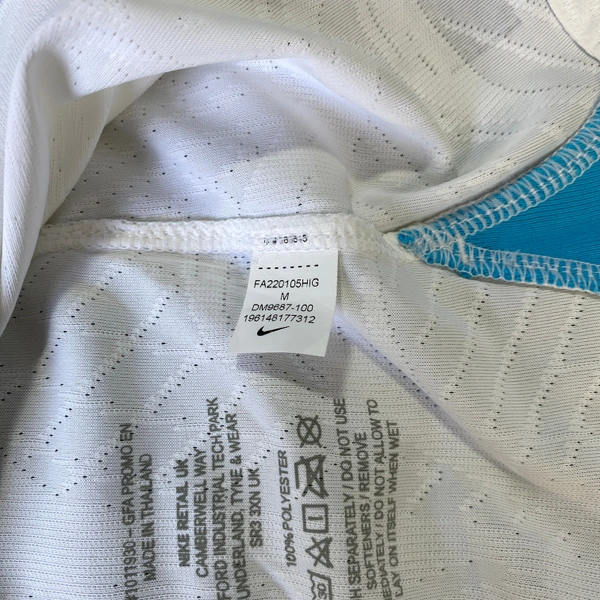 FA220105HIG
M
DM9687-100
196148177312
#1011930 – GFA PROMO EN
MADE IN THAILAND
NIKE RETAIL UK
CAMBERWELL WAY
FORD INDUSTRIAL TECH PARK
UNDERLAND, TYNE & WEAR
SR3 3XN UK
100% POLYESTER
30
H SEPARATELY / DO NOT USE
SOFTENERS / REMOVE
MEDIATELY / DO NOT ALLOW TO
LAY ON ITSELF WHEN WET